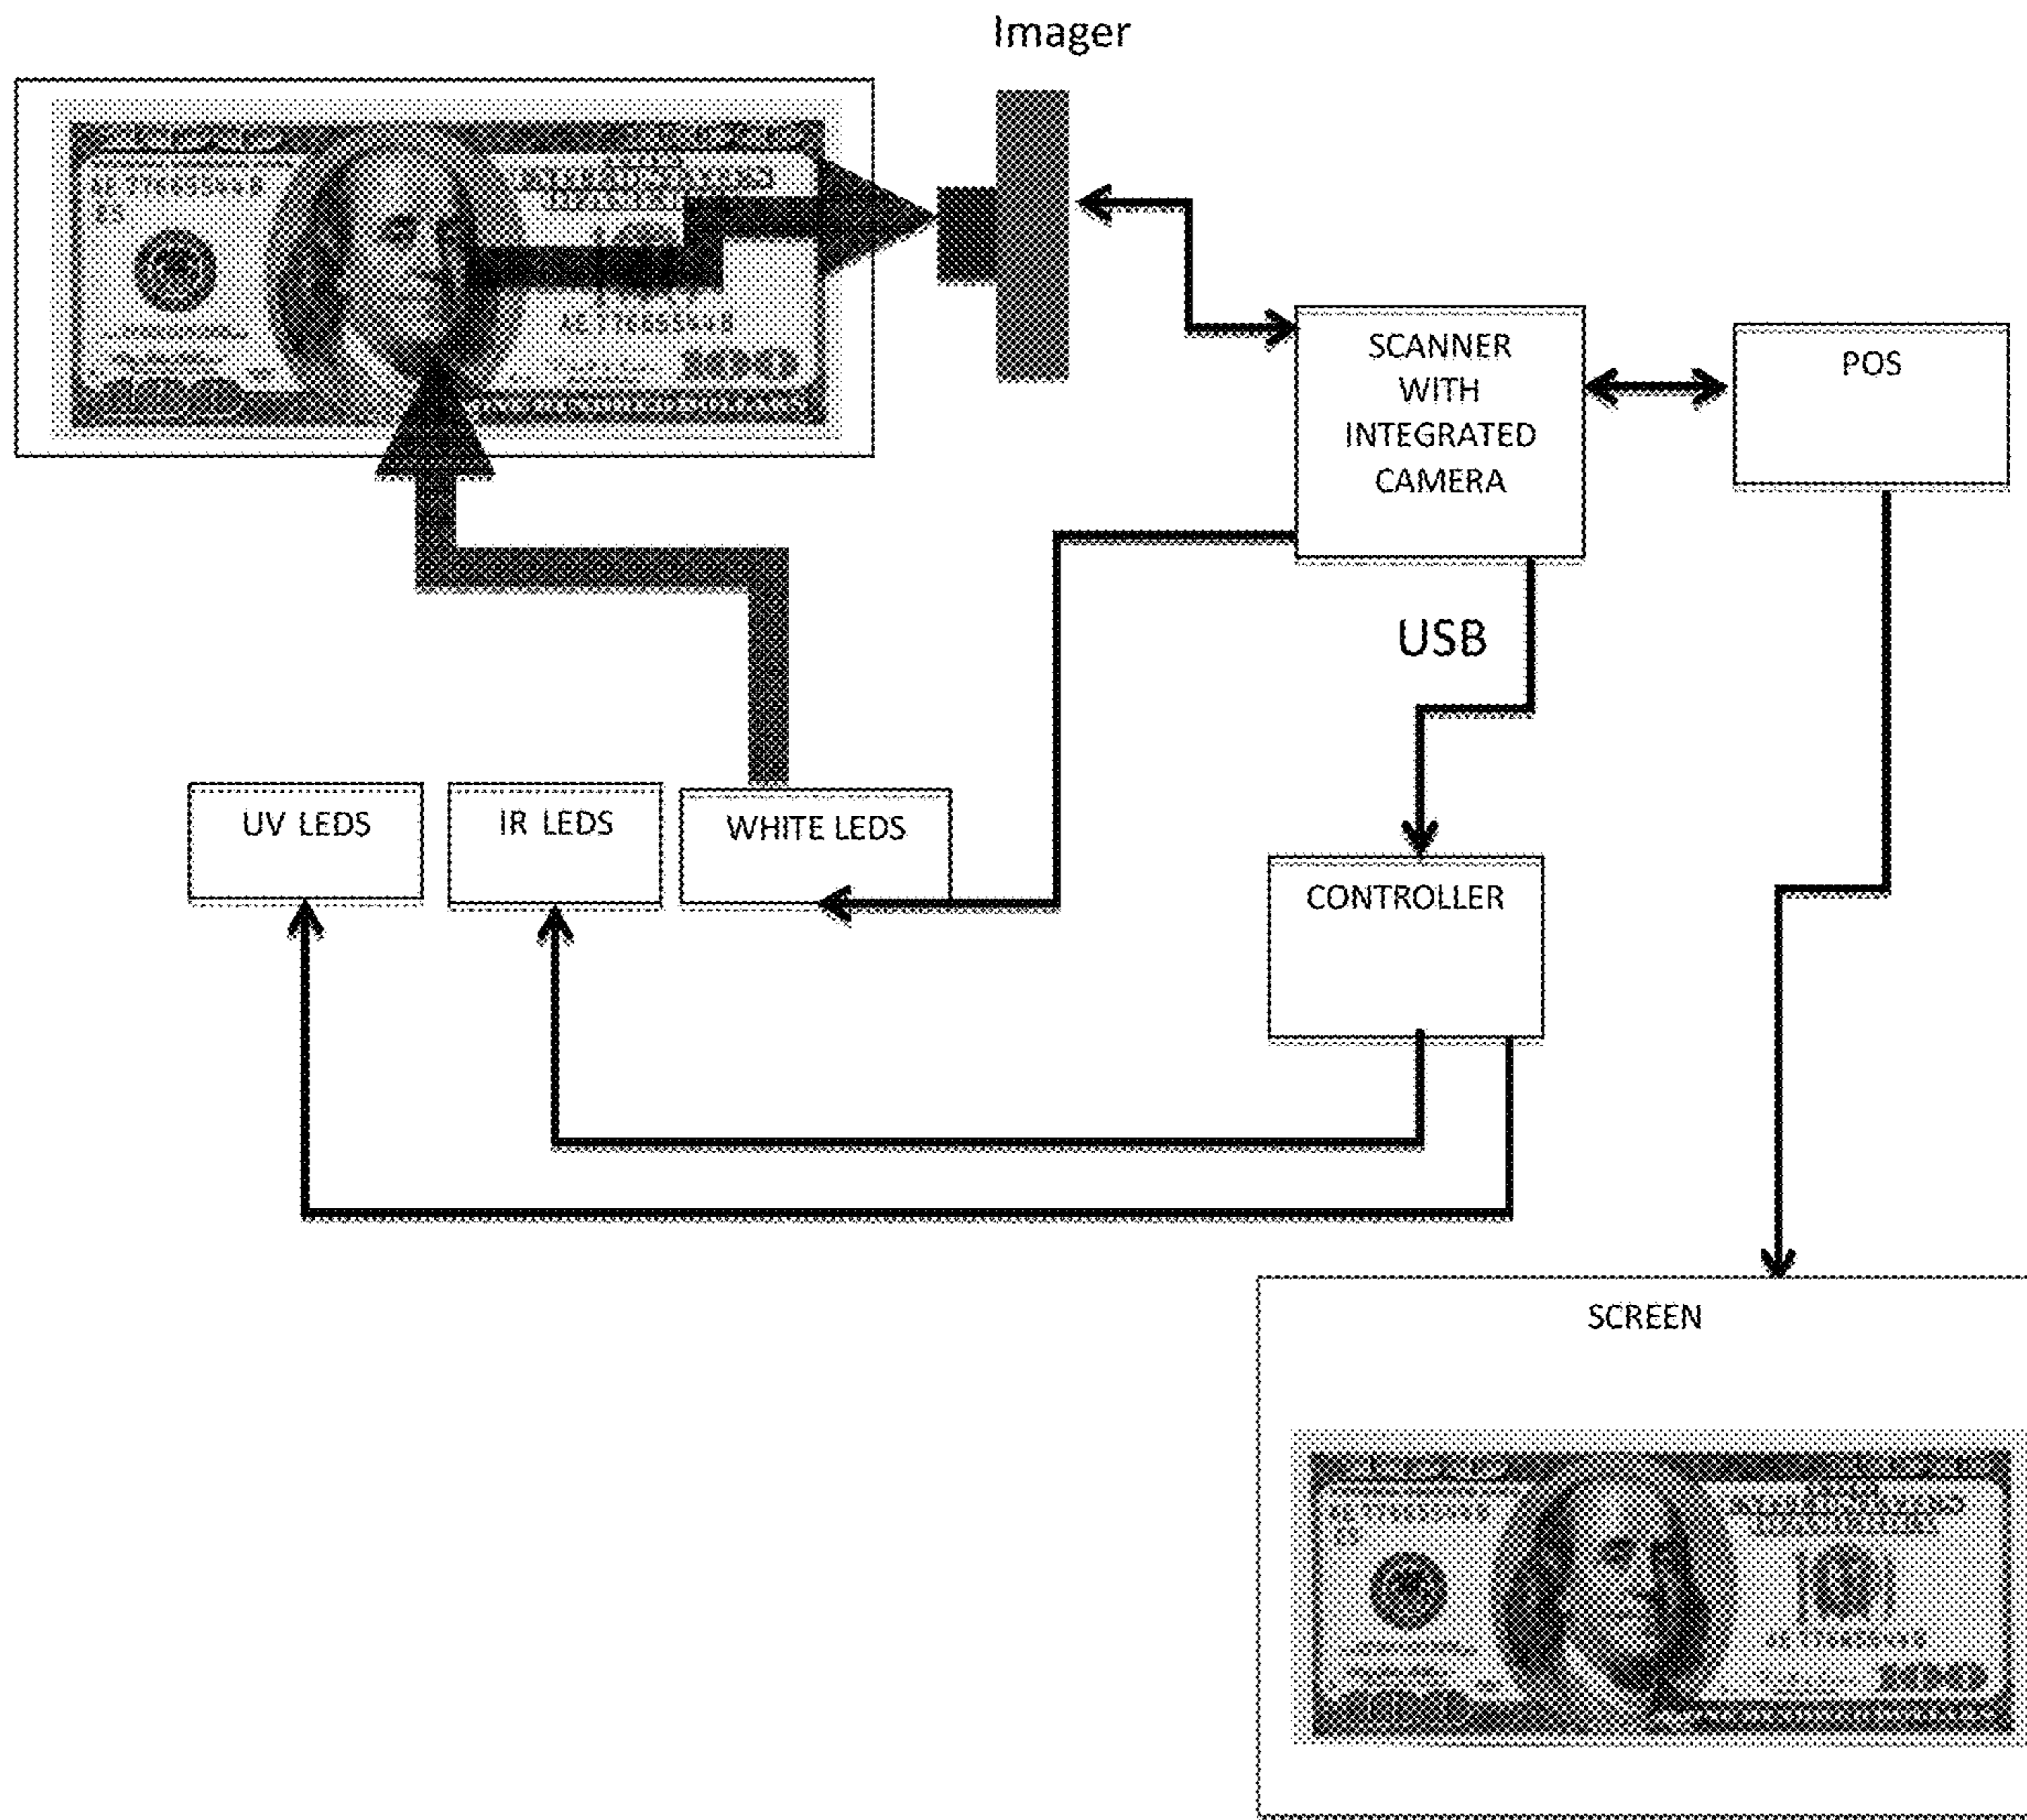 Imager
SCANNER
WITH
INTEGRATED
CAMERA
POS
USB
UV LEDS
IR LEDS
WHITE LEDS
CONTROLLER
SCREEN